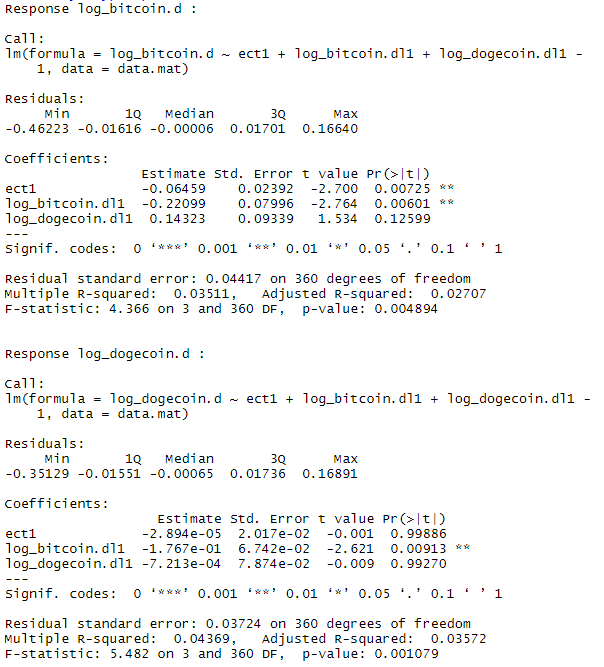 Response log_bitcoin.d :
Call:
lm(formula = log_bitcoin.d ~ ect1 + log_bitcoin.dl1 + log_dogecoin.dl1 -
1, data = data.mat)
Residuals:
Min 1Q Median 3Q Max
-0.46223 -0.01616 -0.00006 0.01701 0.16640
Coefficients:
Estimate Std. Error t value Pr(>|t|)
ect1 -0.06459 0.02392 -2.700 0.00725 **
log_bitcoin.dl1 -0.22099 0.07996 -2.764 0.00601 **
log_dogecoin.dl1 0.14323 0.09339 1.534 0.12599
---
Signif. codes: 0 ‘***’ 0.001 ‘**’ 0.01 ‘*’ 0.05 ‘.’ 0.1 ‘ ’ 1
Residual standard error: 0.04417 on 360 degrees of freedom
Multiple R-squared: 0.03511, Adjusted R-squared: 0.02707
F-statistic: 4.366 on 3 and 360 DF, p-value: 0.004894
Response log_dogecoin.d :
Call:
lm(formula = log_dogecoin.d ~ ect1 + log_bitcoin.dl1 + log_dogecoin.dl1 -
1, data = data.mat)
Residuals:
Min 1Q Median 3Q Max
-0.35129 -0.01551 -0.00065 0.01736 0.16891
Coefficients:
Estimate Std. Error t value Pr(>|t|)
ect1 -2.894e-05 2.017e-02 -0.001 0.99886
log_bitcoin.dl1 -1.767e-01 6.742e-02 -2.621 0.00913 **
log_dogecoin.dl1 -7.213e-04 7.874e-02 -0.009 0.99270
---
Signif. codes: 0 ‘***’ 0.001 ‘**’ 0.01 ‘*’ 0.05 ‘.’ 0.1 ‘ ’ 1
Residual standard error: 0.03724 on 360 degrees of freedom
Multiple R-squared: 0.04369, Adjusted R-squared: 0.03572
F-statistic: 5.482 on 3 and 360 DF, p-value: 0.001079